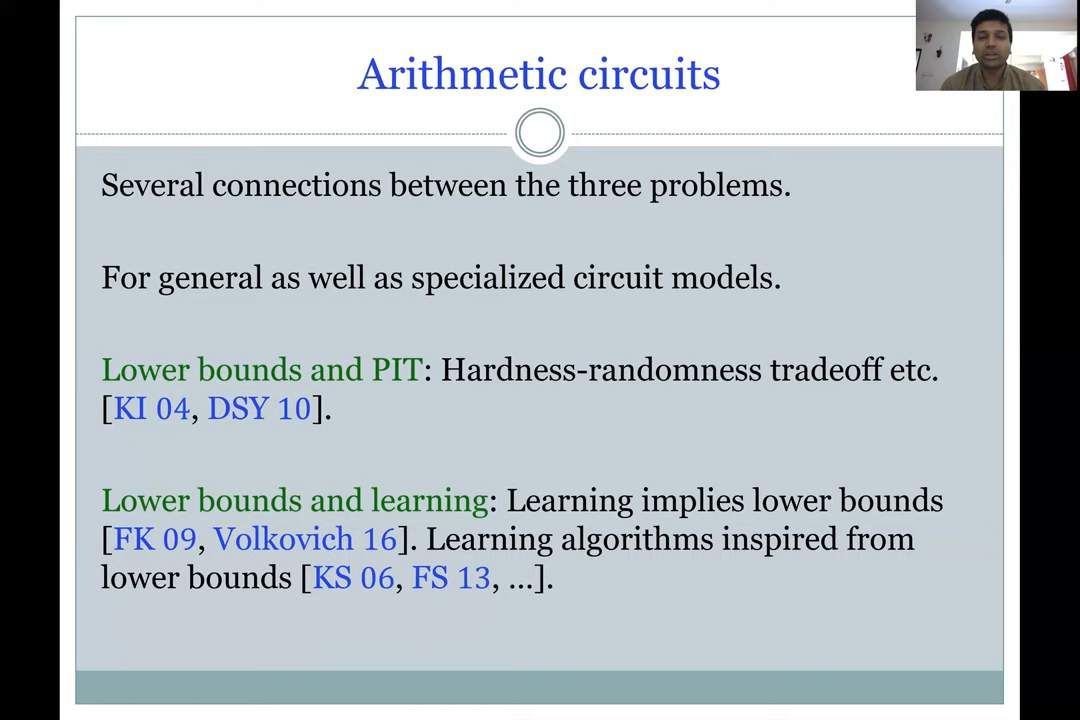 Arithmetic circuits
Several connections between the three problems.
For general as well as specialized circuit models.
Lower bounds and PIT: Hardness-randomness tradeoff etc.
[KI 04, DSY 10].
Lower bounds and learning: Learning implies lower bounds
[FK 09, Volkovich 16]. Learning algorithms inspired from
lower bounds [KS 06, FS 13, ...].